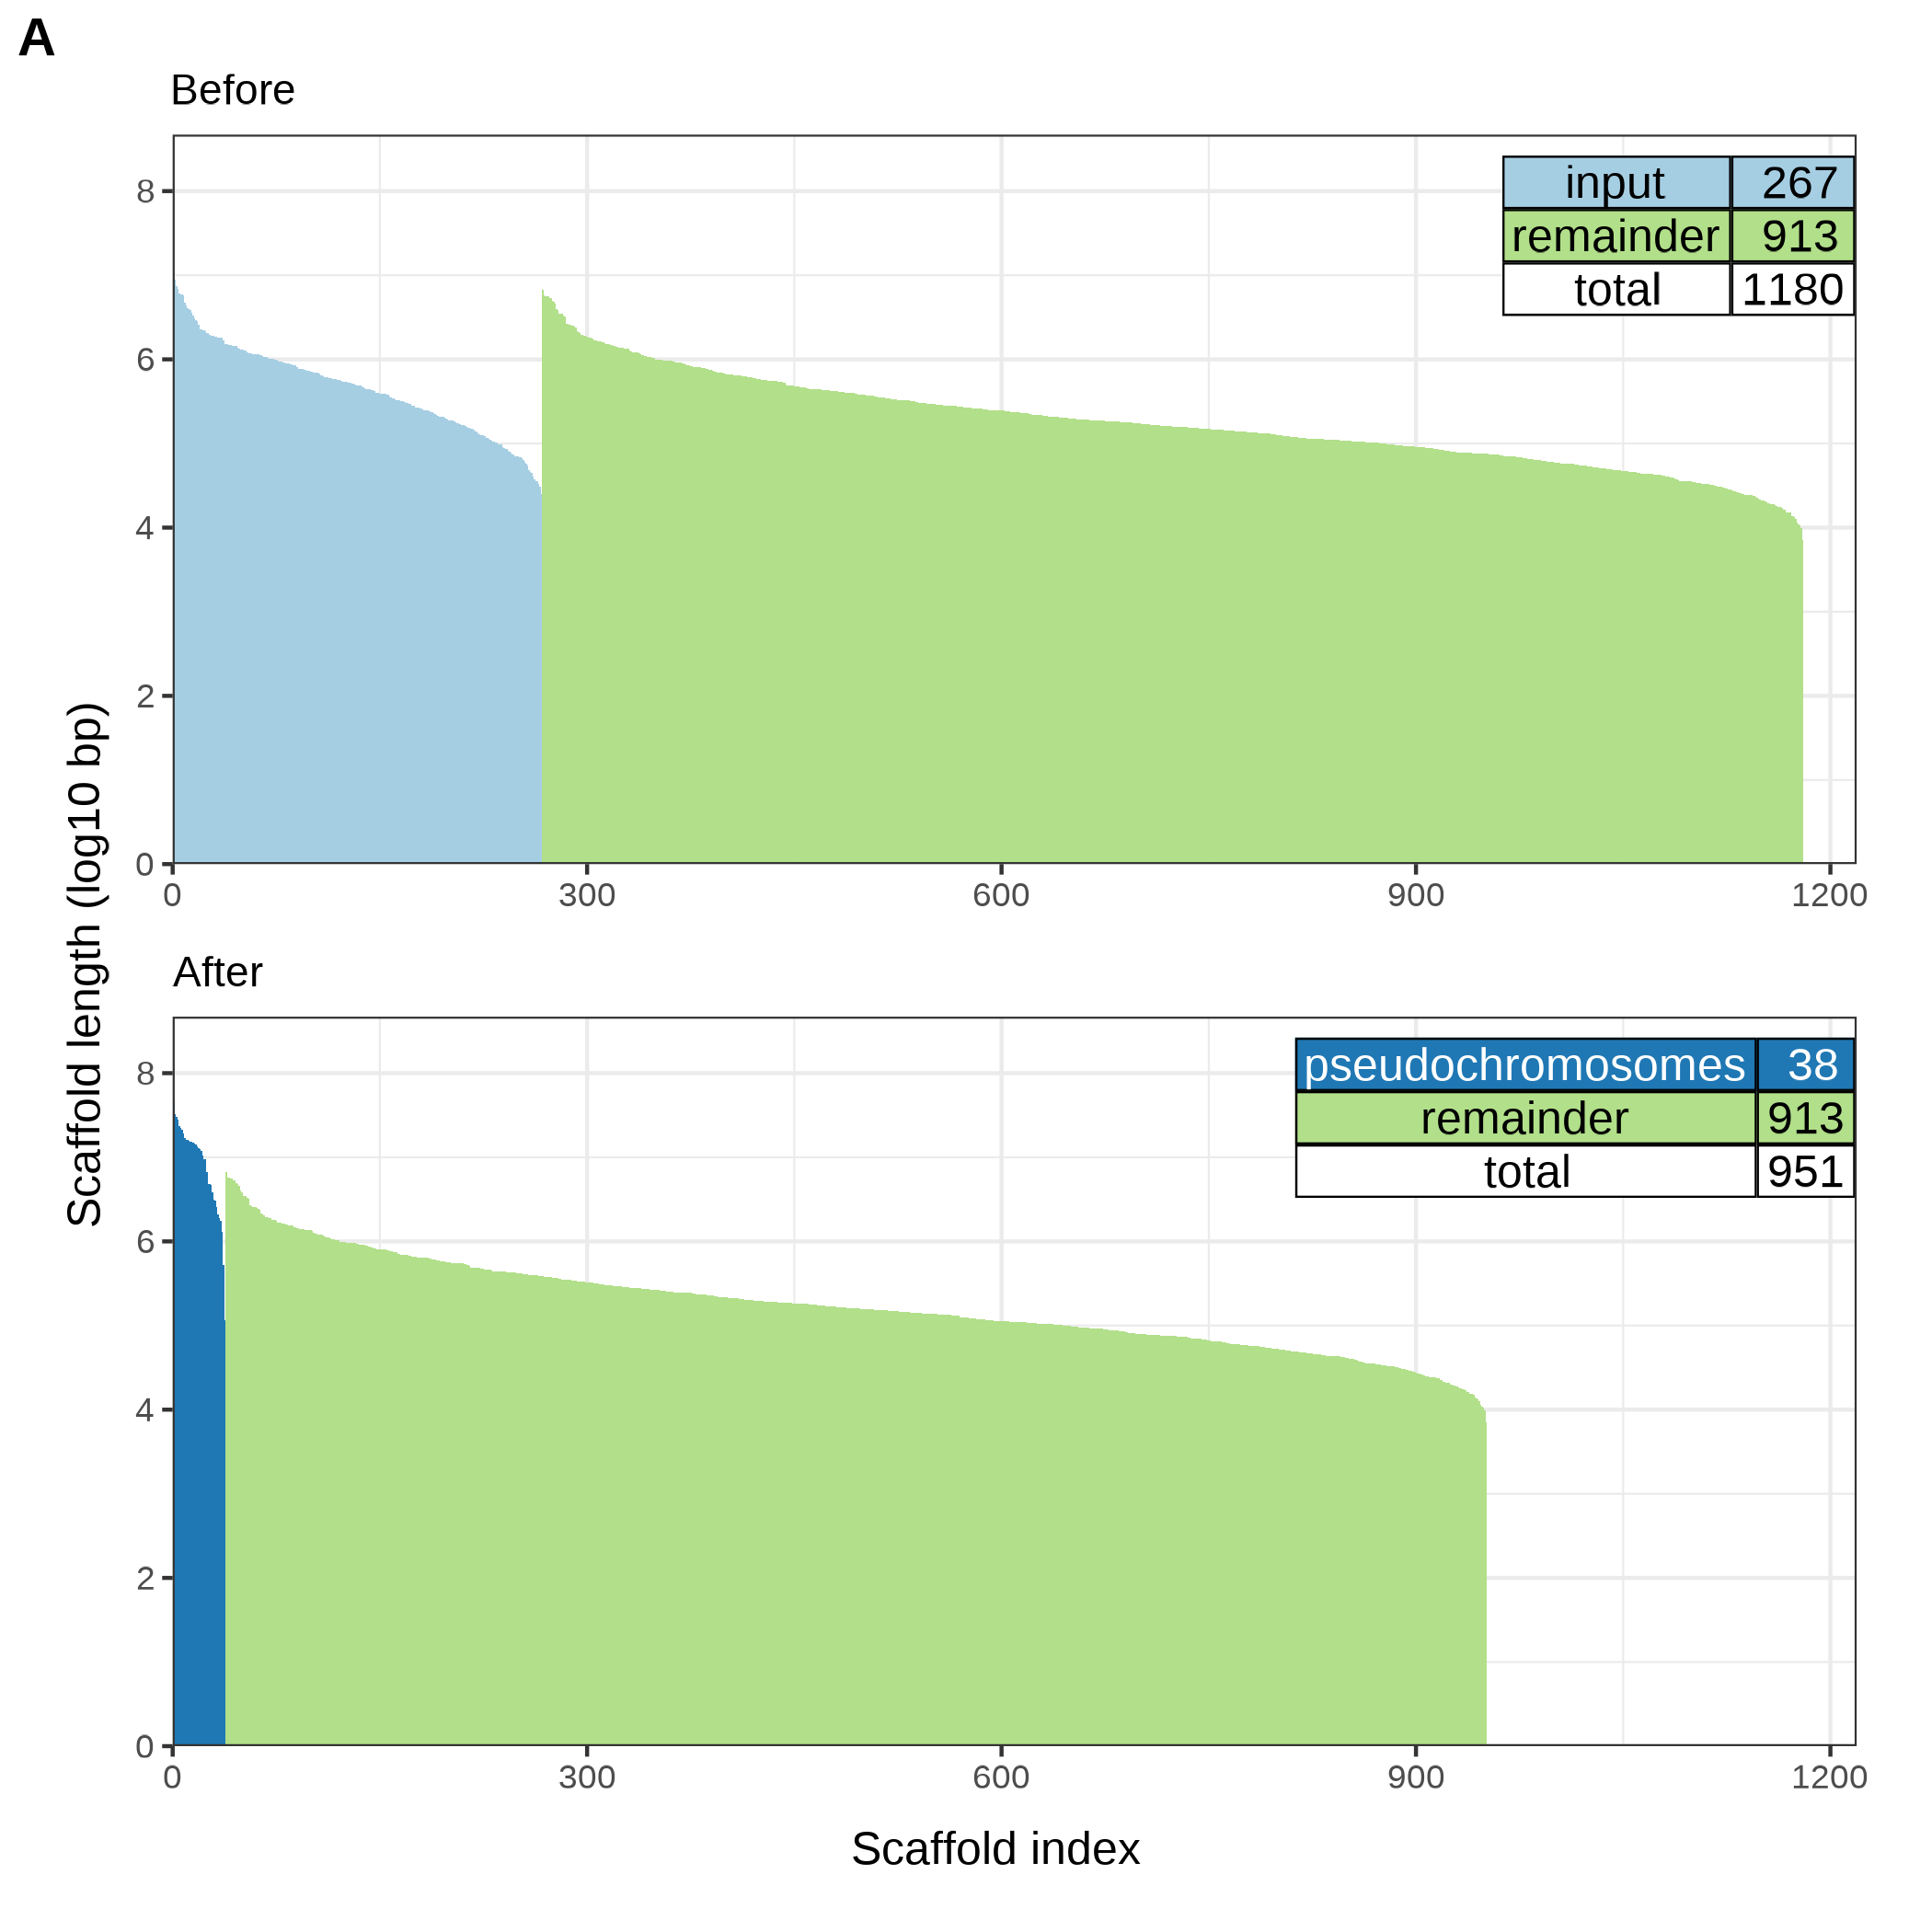 A
Before
8
6
4
2
0
input 267
remainder 913
total 1180
0 300 600 900 1200
Scaffold length (log10 bp)
After
8
6
4
2
0
pseudochromosomes 38
remainder 913
total 951
0 300 600 900 1200
Scaffold index